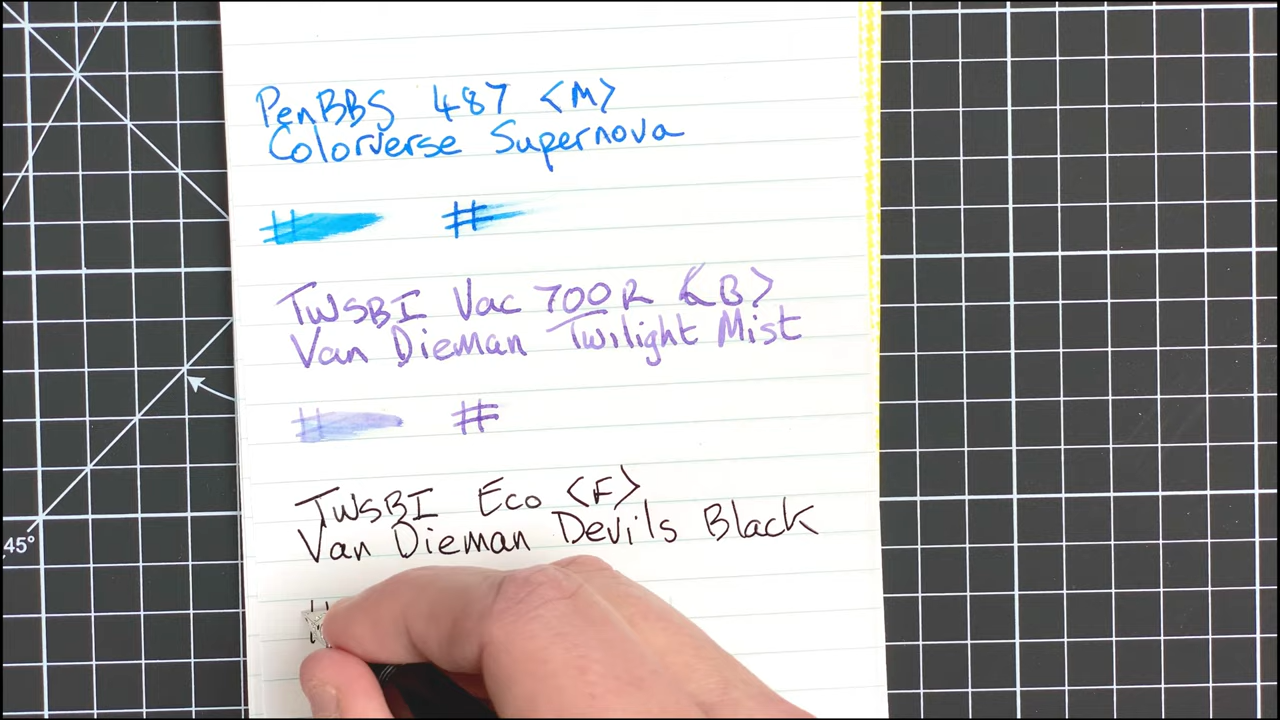 PenBBS 487 <M>
Colorverse Supernova
# #
TWSBI Vac 700R <B>
Van Dieman Twilight Mist
# #
TWSBI Eco <F>
Van Dieman Devils Black
45°